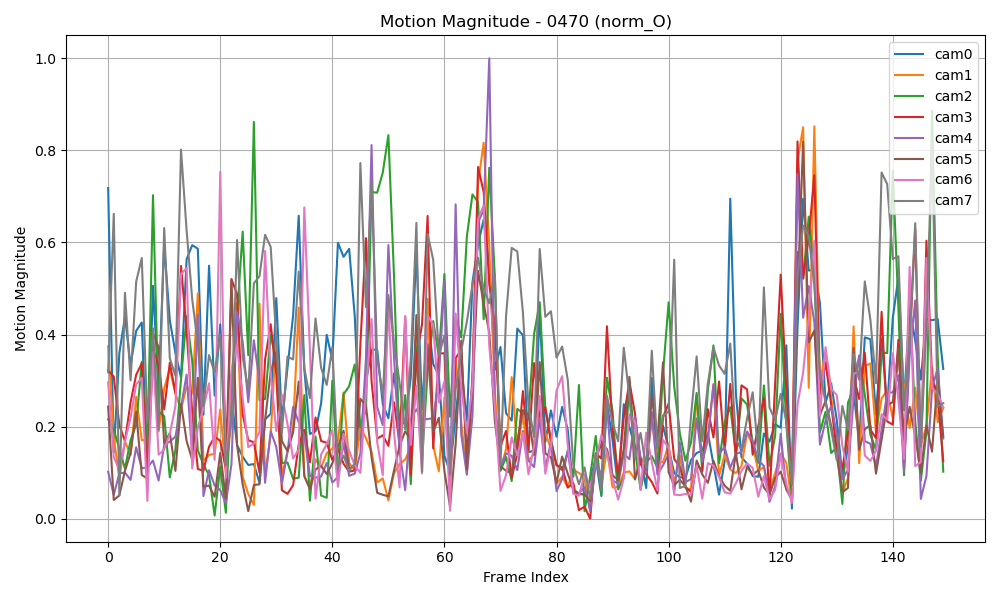 Motion Magnitude - 0470 (norm_O)
Motion Magnitude
1.0
0.8
0.6
0.4
0.2
0.0
0 20 40 60 80 100 120 140
Frame Index
cam0
cam1
cam2
cam3
cam4
cam5
cam6
cam7